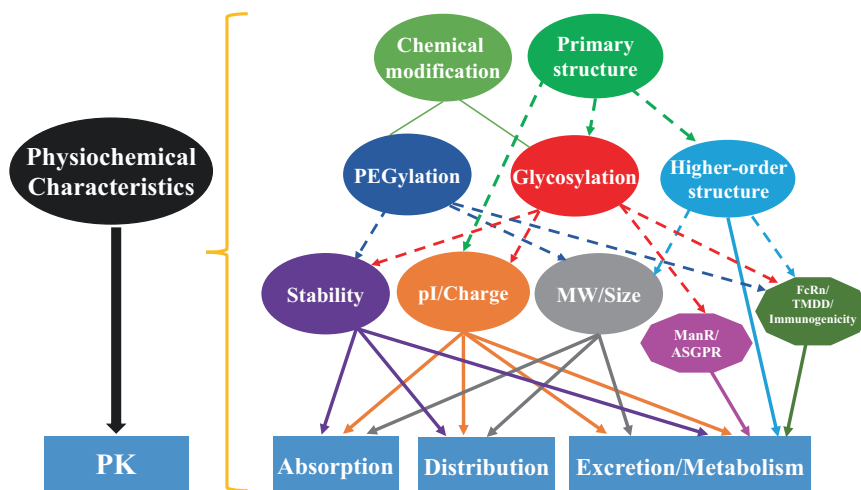 Chemical
modification
Primary
structure
Physiochemical
Characteristics
PEGylation
Glycosylation
Higher-order
structure
Stability
pI/Charge
MW/Size
FcRn/
TMDD/
Immunogenicity
ManR/
ASGPR
PK
Absorption
Distribution
Excretion/Metabolism